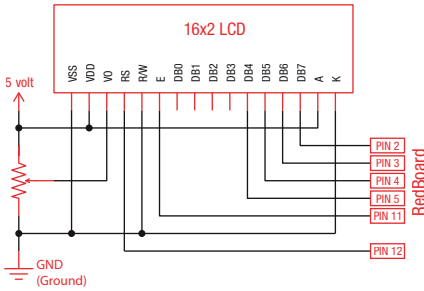 16x2 LCD
VSS
VDD
VO
RS
R/W
E
DB0
DB1
DB2
DB3
DB4
DB5
DB6
DB7
A
K
5 volt
PIN 2
PIN 3
PIN 4
PIN 5
PIN 11
PIN 12
RedBoard
GND
(Ground)